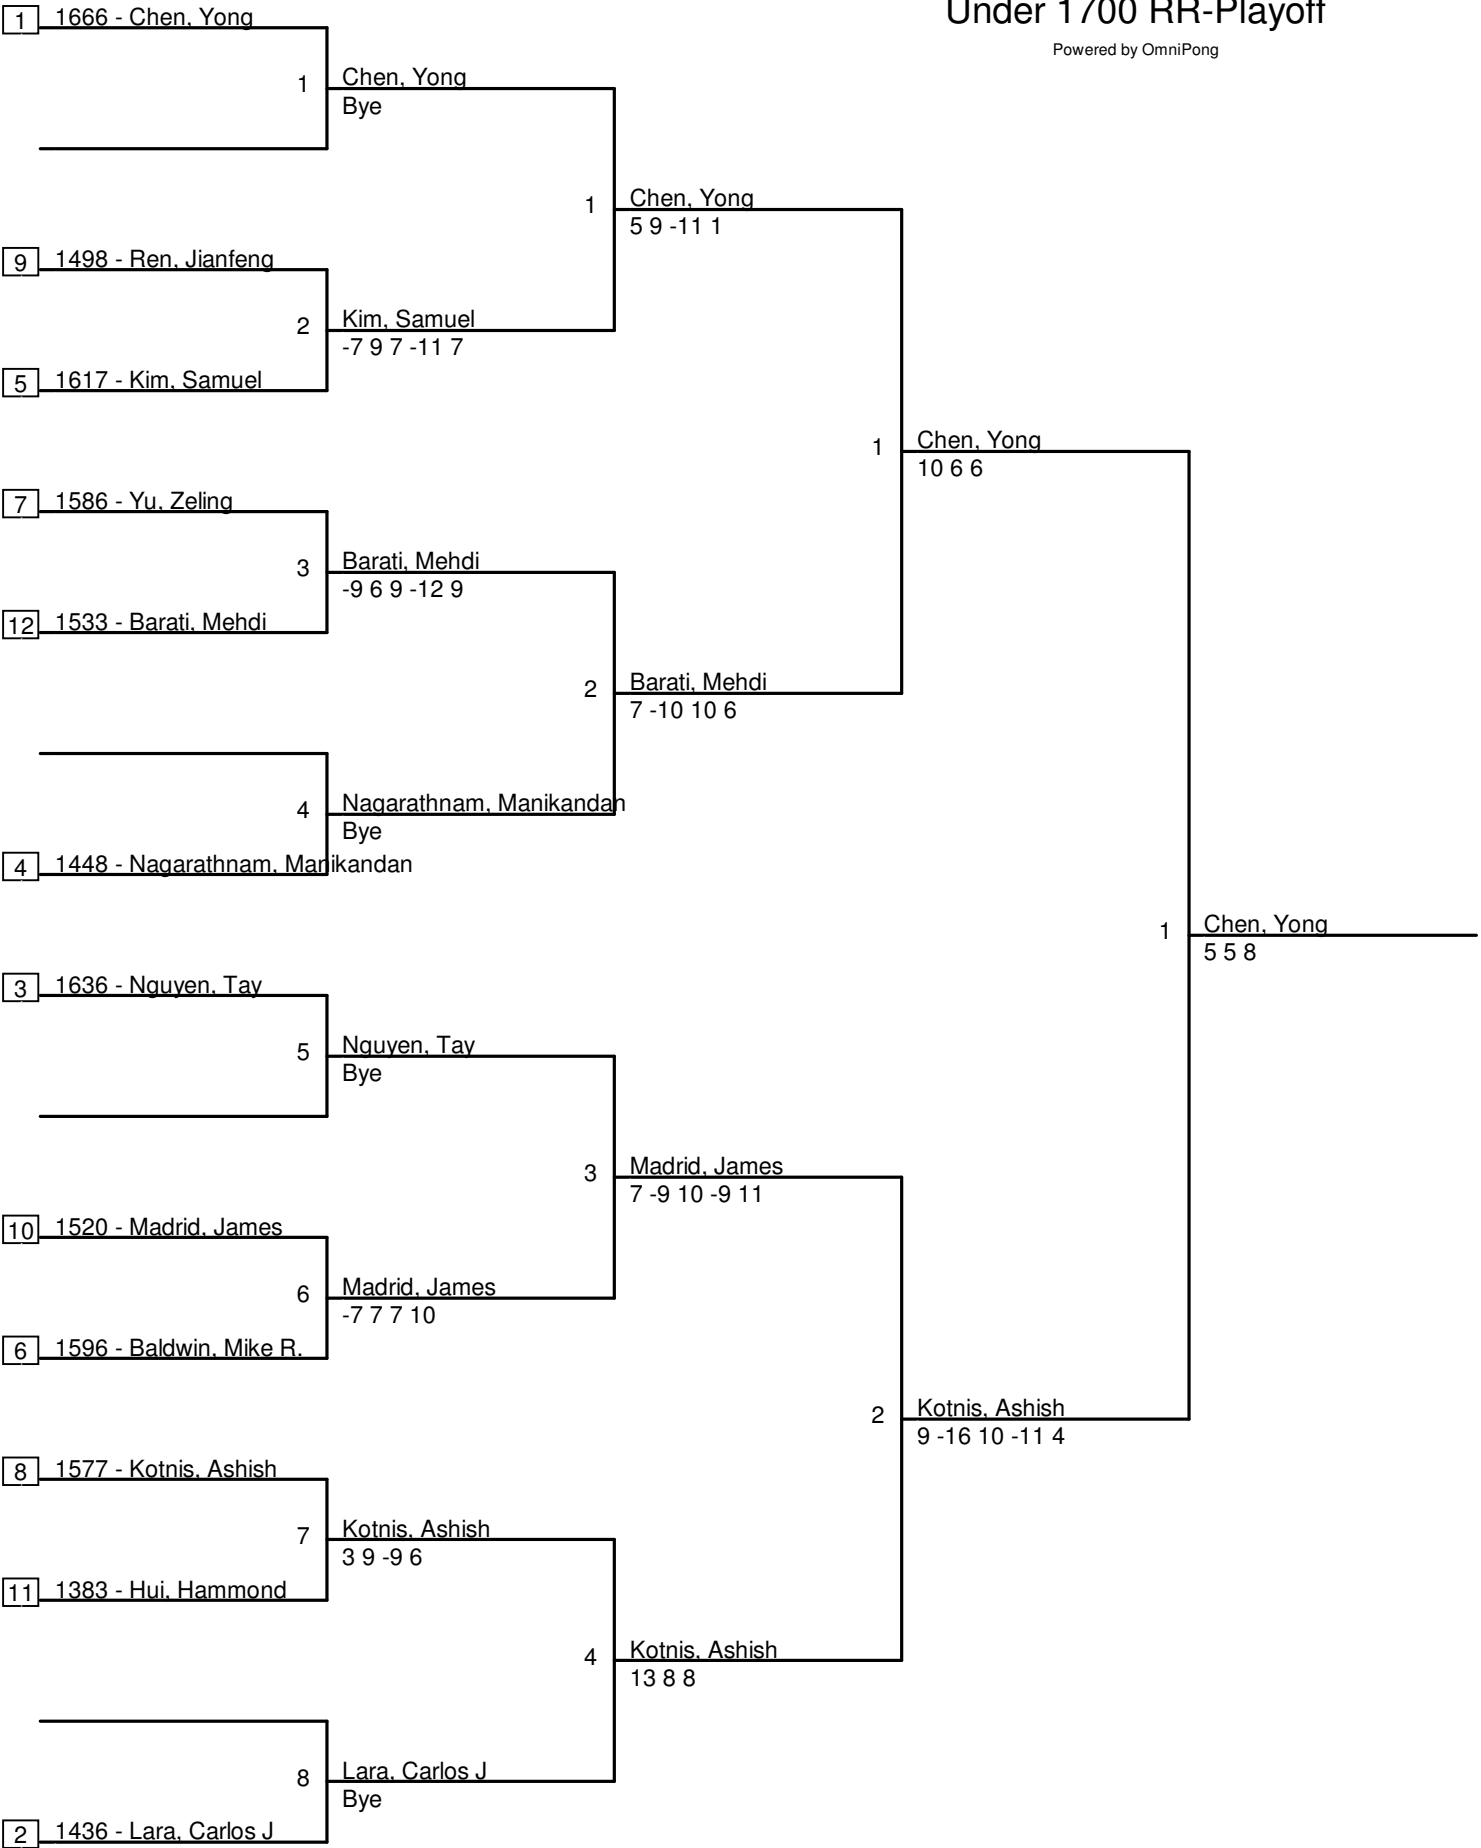 Under 1700 RR-Playoff
Powered by OmniPong
1 1666 - Chen, Yong
1 Chen, Yong
Bye
1 Chen, Yong
5 9 -11 1
9 1498 - Ren, Jianfeng
2 Kim, Samuel
-7 9 7 -11 7
5 1617 - Kim, Samuel
1 Chen, Yong
10 6 6
7 1586 - Yu, Zeling
3 Barati, Mehdi
-9 6 9 -12 9
12 1533 - Barati, Mehdi
2 Barati, Mehdi
7 -10 10 6
4 Nagarathnam, Manikandan
Bye
4 1448 - Nagarathnam, Manikandan
1 Chen, Yong
5 5 8
3 1636 - Nguyen, Tay
5 Nguyen, Tay
Bye
3 Madrid, James
7 -9 10 -9 11
10 1520 - Madrid, James
6 Madrid, James
-7 7 7 10
6 1596 - Baldwin, Mike R.
2 Kotnis, Ashish
9 -16 10 -11 4
8 1577 - Kotnis, Ashish
7 Kotnis, Ashish
3 9 -9 6
11 1383 - Hui, Hammond
4 Kotnis, Ashish
13 8 8
8 Lara, Carlos J
Bye
2 1436 - Lara, Carlos J